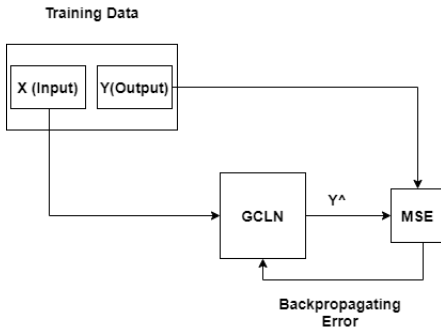 Training Data
X (Input)
Y(Output)
GCLN
Y^
MSE
Backpropagating
Error